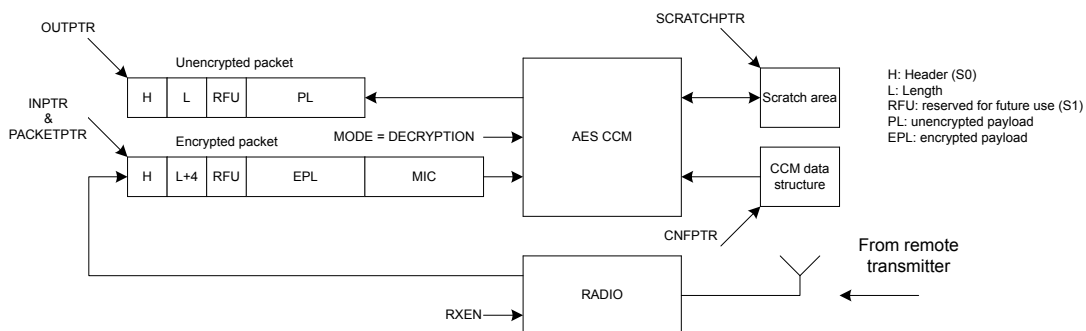 SCRATCHPTR
OUTPTR
Unencrypted packet
H L RFU PL
Scratch area
H: Header (S0)
L: Length
RFU: reserved for future use (S1)
PL: unencrypted payload
EPL: encrypted payload
INPTR
&
PACKETPTR
MODE = DECRYPTION
AES CCM
Encrypted packet
H L+4 RFU EPL MIC
CCM data
structure
CNFPTR
From remote
transmitter
RADIO
RXEN